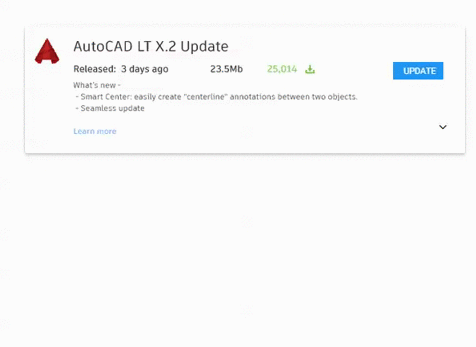 AutoCAD LT X.2 Update
Released: 3 days ago 23.5Mb 25,014
UPDATE
What's new -
- Smart Center: easily create "centerline" annotations between two objects.
- Seamless update
Learn more